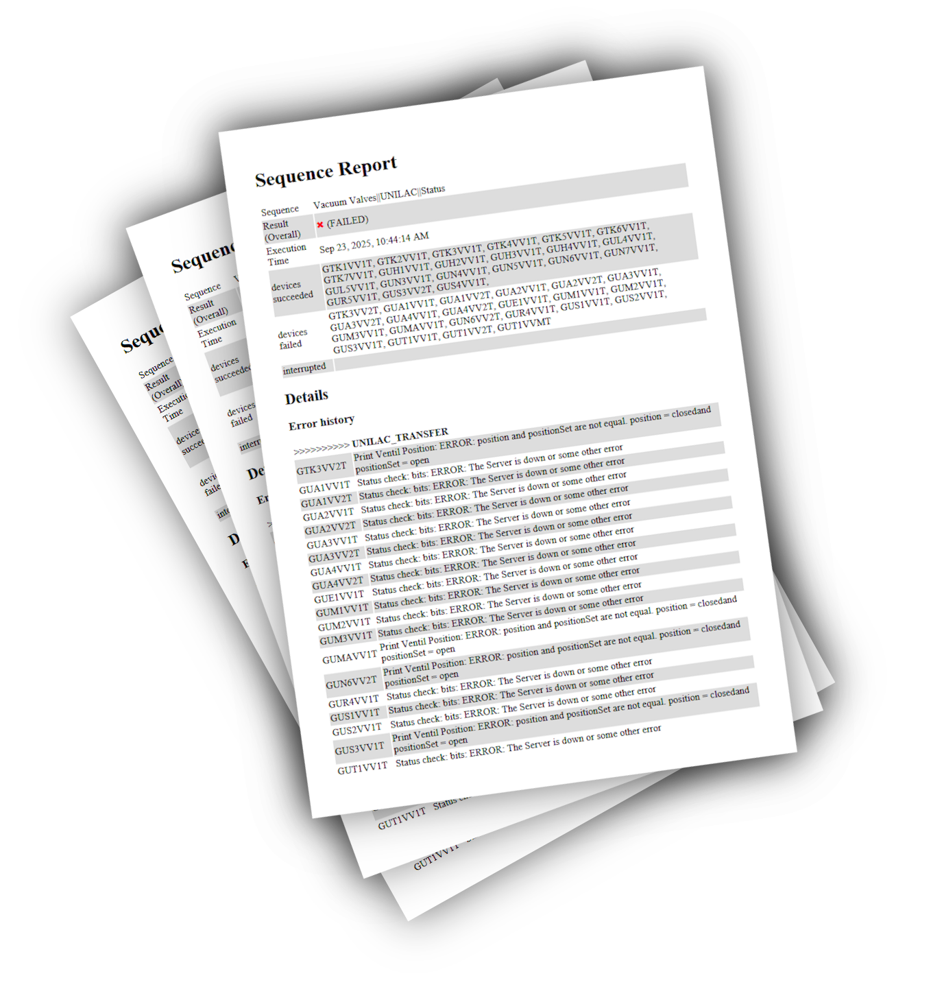 Sequence Report
Sequence Vacuum Valves||UNILAC||Status
Result (Overall) ✖ (FAILED)
Execution Time Sep 23, 2025, 10:44:14 AM
devices succeeded
GTK1VV1T, GTK2VV1T, GTK3VV1T, GTK4VV1T, GTK5VV1T, GTK6VV1T,
GTK7VV1T, GUH1VV1T, GUH2VV1T, GUH3VV1T, GUH4VV1T, GUL4VV1T,
GUL5VV1T, GUN3VV1T, GUN4VV1T, GUN5VV1T, GUN6VV1T, GUN7VV1T,
GUR5VV1T, GUS3VV2T, GUS4VV1T,
devices failed
GTK3VV2T, GUA1VV1T, GUA1VV2T, GUA2VV1T, GUA2VV2T, GUA3VV1T,
GUA3VV2T, GUA4VV1T, GUA4VV2T, GUE1VV1T, GUM1VV1T, GUM2VV1T,
GUM3VV1T, GUMAVV1T, GUN6VV2T, GUR4VV1T, GUS1VV1T, GUS2VV1T,
GUS3VV1T, GUT1VV1T, GUT1VV2T, GUT1VVMT
interrupted
Details
Error history
>>>>>>>>>> UNILAC_TRANSFER
GTK3VV2T Print Ventil Position: ERROR: position and positionSet are not equal. position = closedand
positionSet = open
GUA1VV1T Status check: bits: ERROR: The Server is down or some other error
GUA1VV2T Status check: bits: ERROR: The Server is down or some other error
GUA2VV1T Status check: bits: ERROR: The Server is down or some other error
GUA2VV2T Status check: bits: ERROR: The Server is down or some other error
GUA3VV1T Status check: bits: ERROR: The Server is down or some other error
GUA3VV2T Status check: bits: ERROR: The Server is down or some other error
GUA4VV1T Status check: bits: ERROR: The Server is down or some other error
GUA4VV2T Status check: bits: ERROR: The Server is down or some other error
GUE1VV1T Status check: bits: ERROR: The Server is down or some other error
GUM1VV1T Status check: bits: ERROR: The Server is down or some other error
GUM2VV1T Status check: bits: ERROR: The Server is down or some other error
GUM3VV1T Status check: bits: ERROR: The Server is down or some other error
GUMAVV1T Print Ventil Position: ERROR: position and positionSet are not equal. position = closedand
positionSet = open
GUN6VV2T Print Ventil Position: ERROR: position and positionSet are not equal. position = closedand
positionSet = open
GUR4VV1T Status check: bits: ERROR: The Server is down or some other error
GUS1VV1T Status check: bits: ERROR: The Server is down or some other error
GUS2VV1T Status check: bits: ERROR: The Server is down or some other error
GUS3VV1T Print Ventil Position: ERROR: position and positionSet are not equal. position = closedand
positionSet = open
GUT1VV1T Status check: bits: ERROR: The Server is down or some other error
Sequence
Result
(Overall)
Execution
Time
devices
devices
failed
GUT1VV1T Status
Sequence
Result
Time
GUT1VV1T